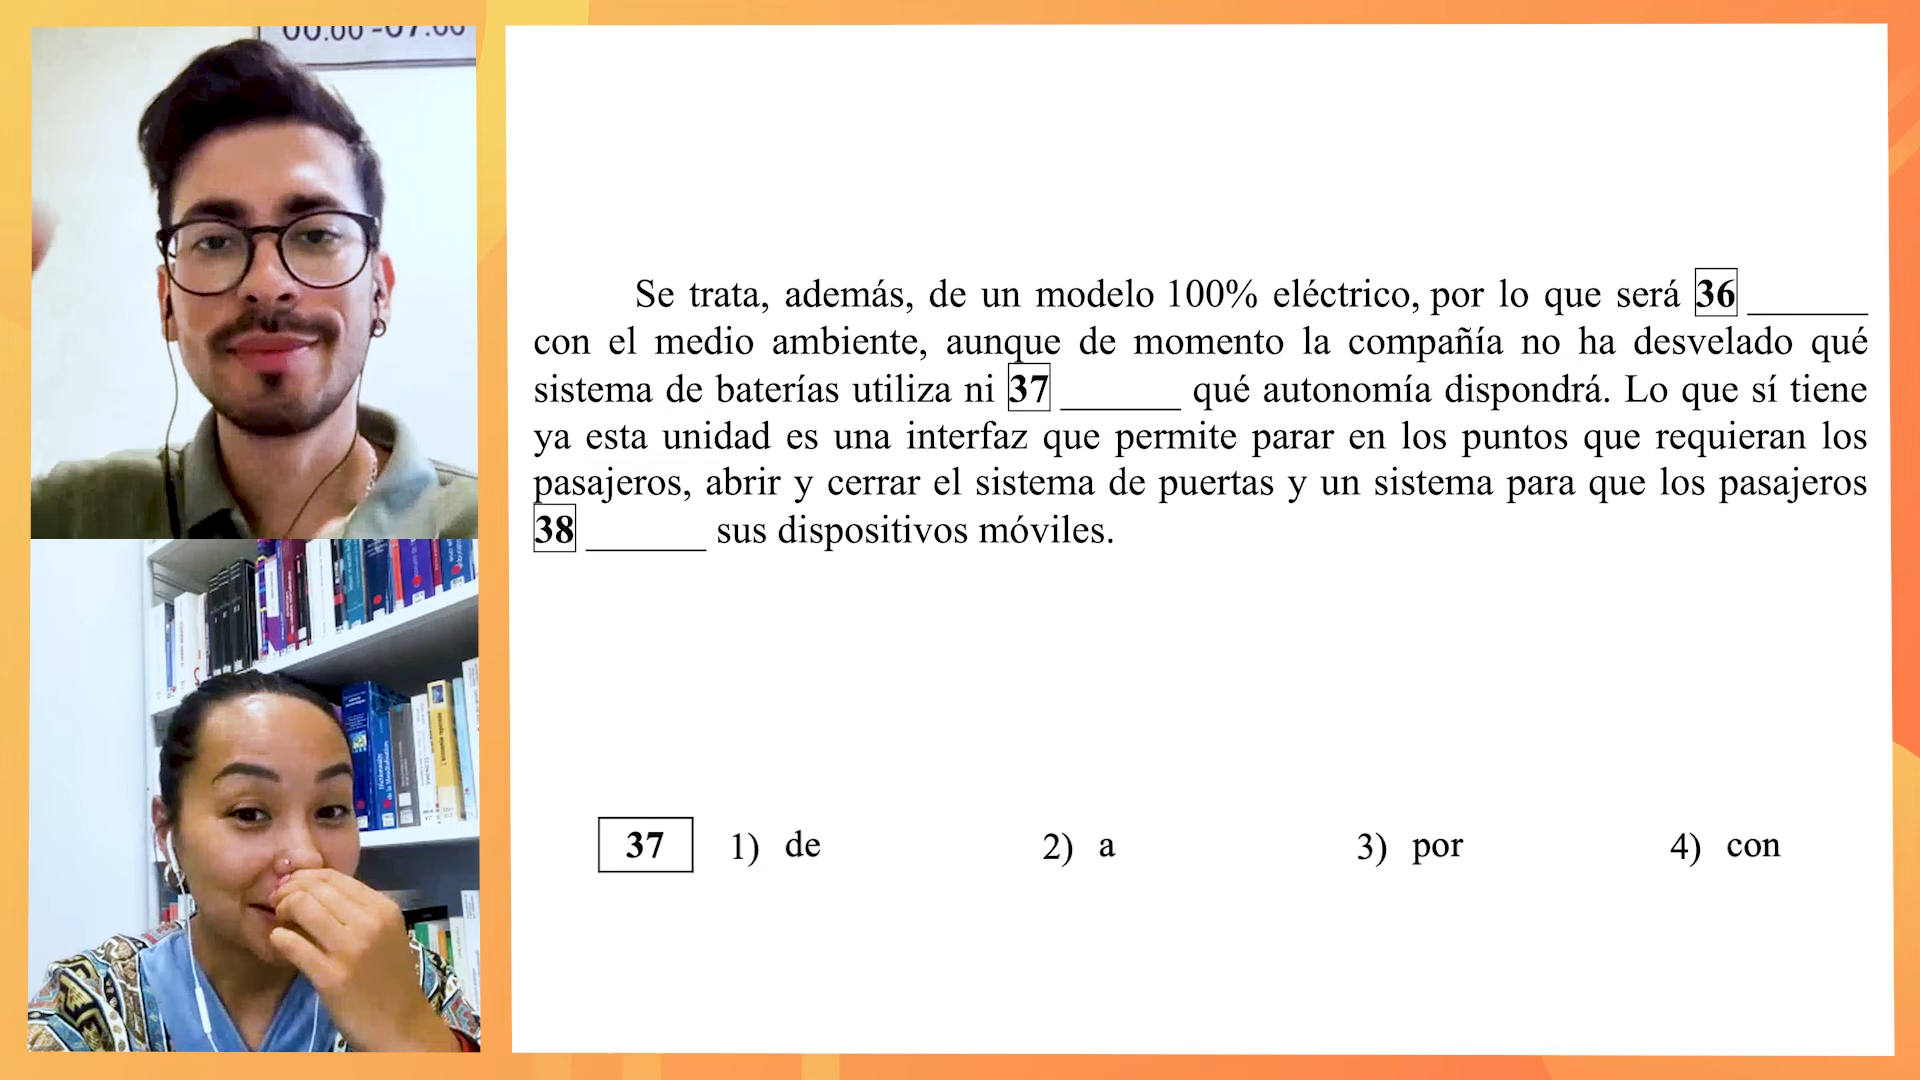 00.00 - 07.00
Se trata, además, de un modelo 100% eléctrico, por lo que será 36 ______
con el medio ambiente, aunque de momento la compañía no ha desvelado qué
sistema de baterías utiliza ni 37 ______ qué autonomía dispondrá. Lo que sí tiene
ya esta unidad es una interfaz que permite parar en los puntos que requieran los
pasajeros, abrir y cerrar el sistema de puertas y un sistema para que los pasajeros
38 ______ sus dispositivos móviles.
37 1) de 2) a 3) por 4) con